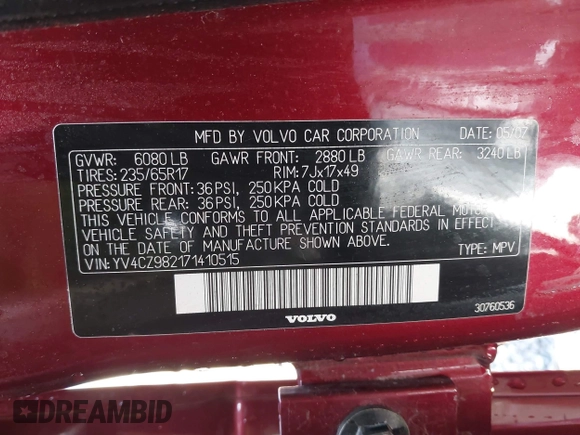 MFD BY VOLVO CAR CORPORATION DATE: 05/07
GVWR: 6080 LB GAWR FRONT: 2880 LB GAWR REAR: 3240 LB
TIRES: 235/65R17 RIM: 7Jx17x49
PRESSURE FRONT: 36 PSI, 250 KPA COLD
PRESSURE REAR: 36 PSI, 250 KPA COLD
THIS VEHICLE CONFORMS TO ALL APPLICABLE FEDERAL MOTOR
VEHICLE SAFETY AND THEFT PREVENTION STANDARDS IN EFFECT
ON THE DATE OF MANUFACTURE SHOWN ABOVE.
VIN: YV4CZ982171410515 TYPE: MPV
VOLVO 30760536
DREAMBID